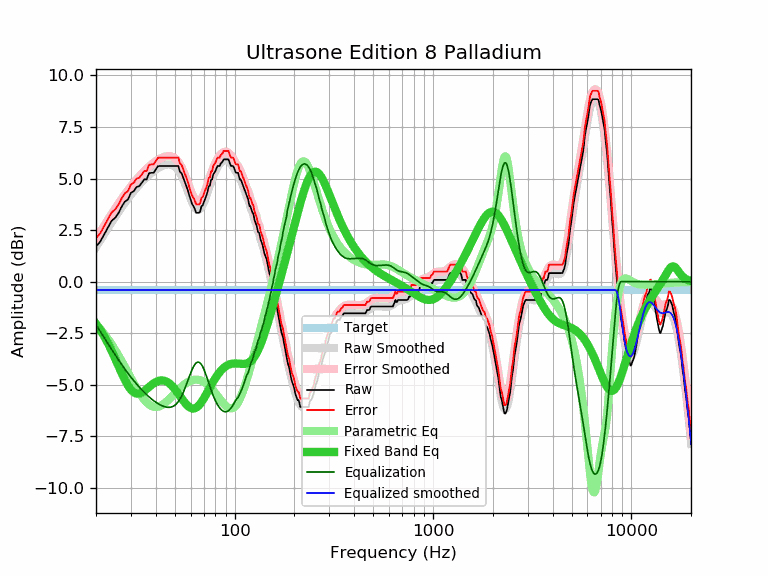 Ultrasone Edition 8 Palladium
10.0
7.5
5.0
2.5
0.0
−2.5
−5.0
−7.5
−10.0
Amplitude (dBr)
Target
Raw Smoothed
Error Smoothed
Raw
Error
Parametric Eq
Fixed Band Eq
Equalization
Equalized smoothed
100
1000
10000
Frequency (Hz)